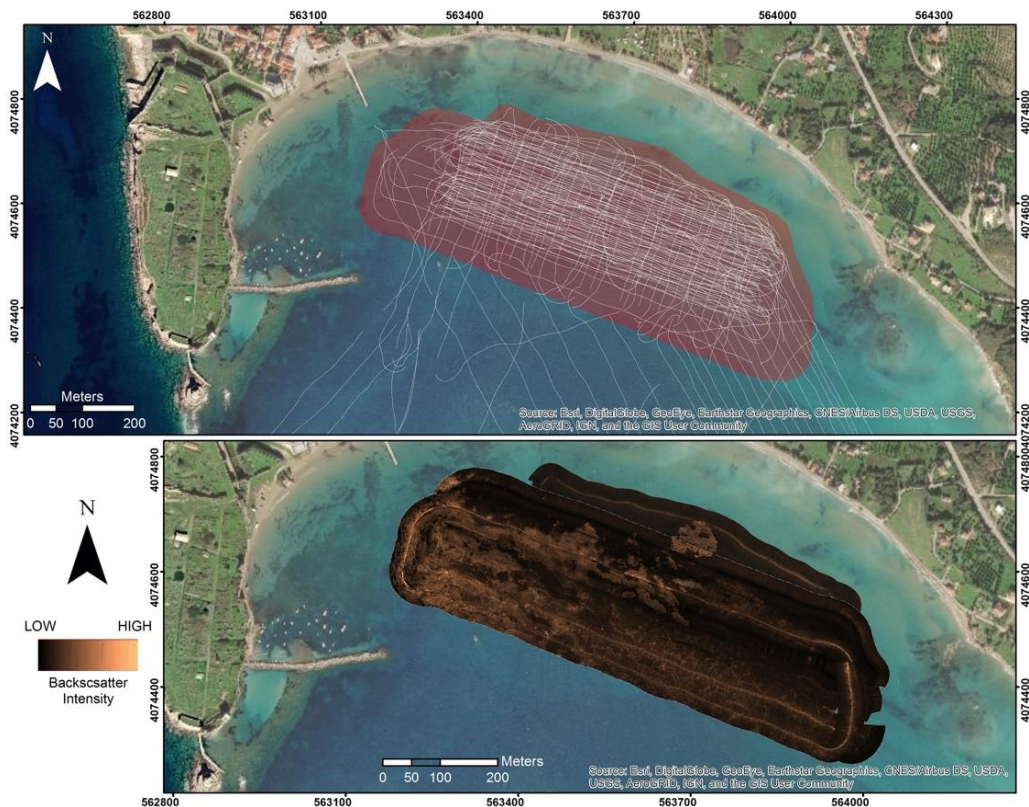 562800 563100 563400 563700 564000 564300
N
4074800 4074800
4074600 4074600
4074400 4074400
4074200 4074200
Meters
0 50 100 200
Source: Esri, DigitalGlobe, GeoEye, Earthstar Geographics, CNES/Airbus DS, USDA, USGS,
AeroGRID, IGN, and the GIS User Community
4074800 4074800
N
4074600 4074600
LOW HIGH
Backscsatter
Intensity
4074400 4074400
Meters
0 50 100 200
Source: Esri, DigitalGlobe, GeoEye, Earthstar Geographics, CNES/Airbus DS, USDA,
USGS, AeroGRID, IGN, and the GIS User Community
562800 563100 563400 563700 564000